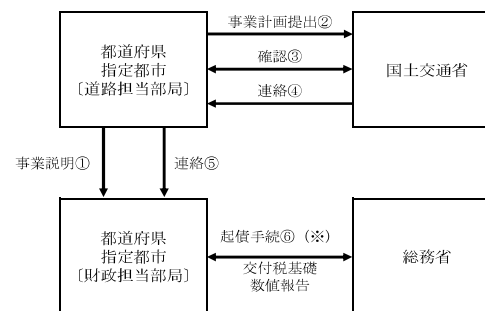 事業計画提出②
都道府県
指定都市
〔道路担当部局〕
確認③
国土交通省
連絡④
事業説明①
連絡⑤
都道府県
指定都市
〔財政担当部局〕
起債手続⑥（※）
交付税基礎
数値報告
総務省